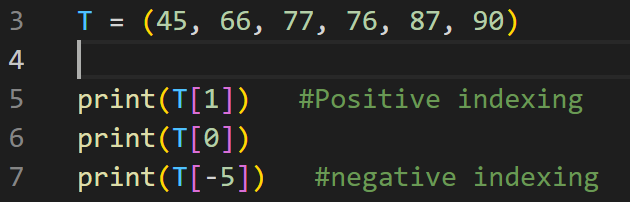 3 T = (45, 66, 77, 76, 87, 90)
4
5 print(T[1]) #Positive indexing
6 print(T[0])
7 print(T[-5]) #negative indexing